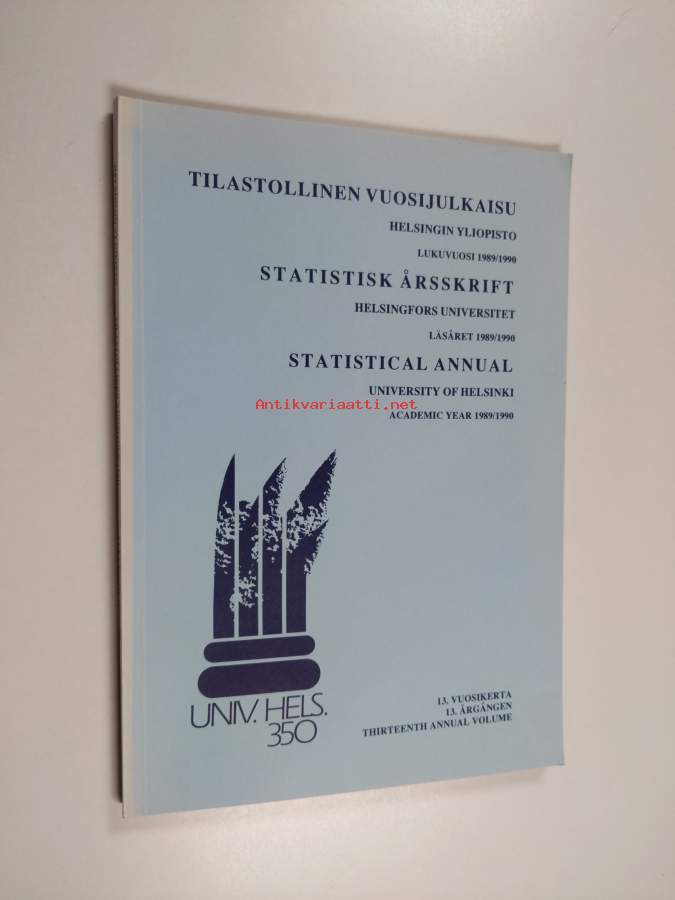 TILASTOLLINEN VUOSIJULKAISU
HELSINGIN YLIOPISTO
LUKUVUOSI 1989/1990
STATISTISK ÅRSSKRIFT
HELSINGFORS UNIVERSITET
LÄSÅRET 1989/1990
STATISTICAL ANNUAL
UNIVERSITY OF HELSINKI
Antikvariaatti.net
ACADEMIC YEAR 1989/1990
UNIV. HELS.
350
13. VUOSIKERTA
13. ÅRGÅNGEN
THIRTEENTH ANNUAL VOLUME